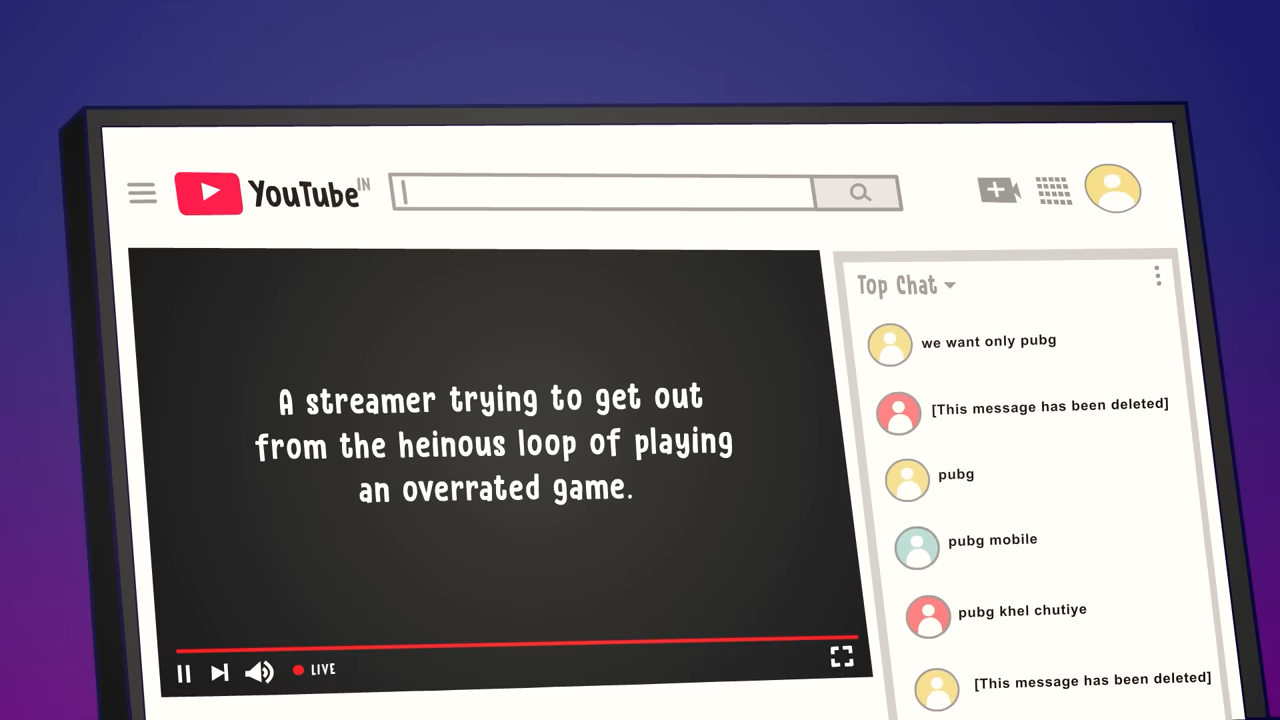 YouTube IN
A streamer trying to get out
from the heinous loop of playing
an overrated game.
LIVE
Top Chat
we want only pubg
[This message has been deleted]
pubg
pubg mobile
pubg khel chutiye
[This message has been deleted]